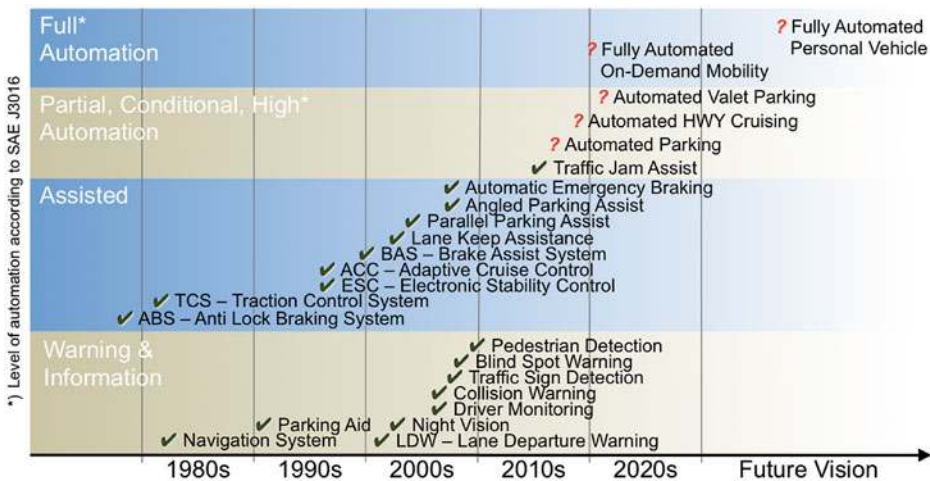 Full*
Automation
? Fully Automated
Personal Vehicle
? Fully Automated
On-Demand Mobility
Partial, Conditional, High*
Automation
? Automated Valet Parking
? Automated HWY Cruising
? Automated Parking
✔ Traffic Jam Assist
Assisted
✔ Automatic Emergency Braking
✔ Angled Parking Assist
✔ Parallel Parking Assist
✔ Lane Keep Assistance
✔ BAS – Brake Assist System
✔ ACC – Adaptive Cruise Control
✔ ESC – Electronic Stability Control
✔ TCS – Traction Control System
✔ ABS – Anti Lock Braking System
Warning &
Information
✔ Pedestrian Detection
✔ Blind Spot Warning
✔ Traffic Sign Detection
✔ Collision Warning
✔ Driver Monitoring
✔ Parking Aid ✔ Night Vision
✔ Navigation System ✔ LDW – Lane Departure Warning
1980s 1990s 2000s 2010s 2020s Future Vision
*) Level of automation according to SAE J3016